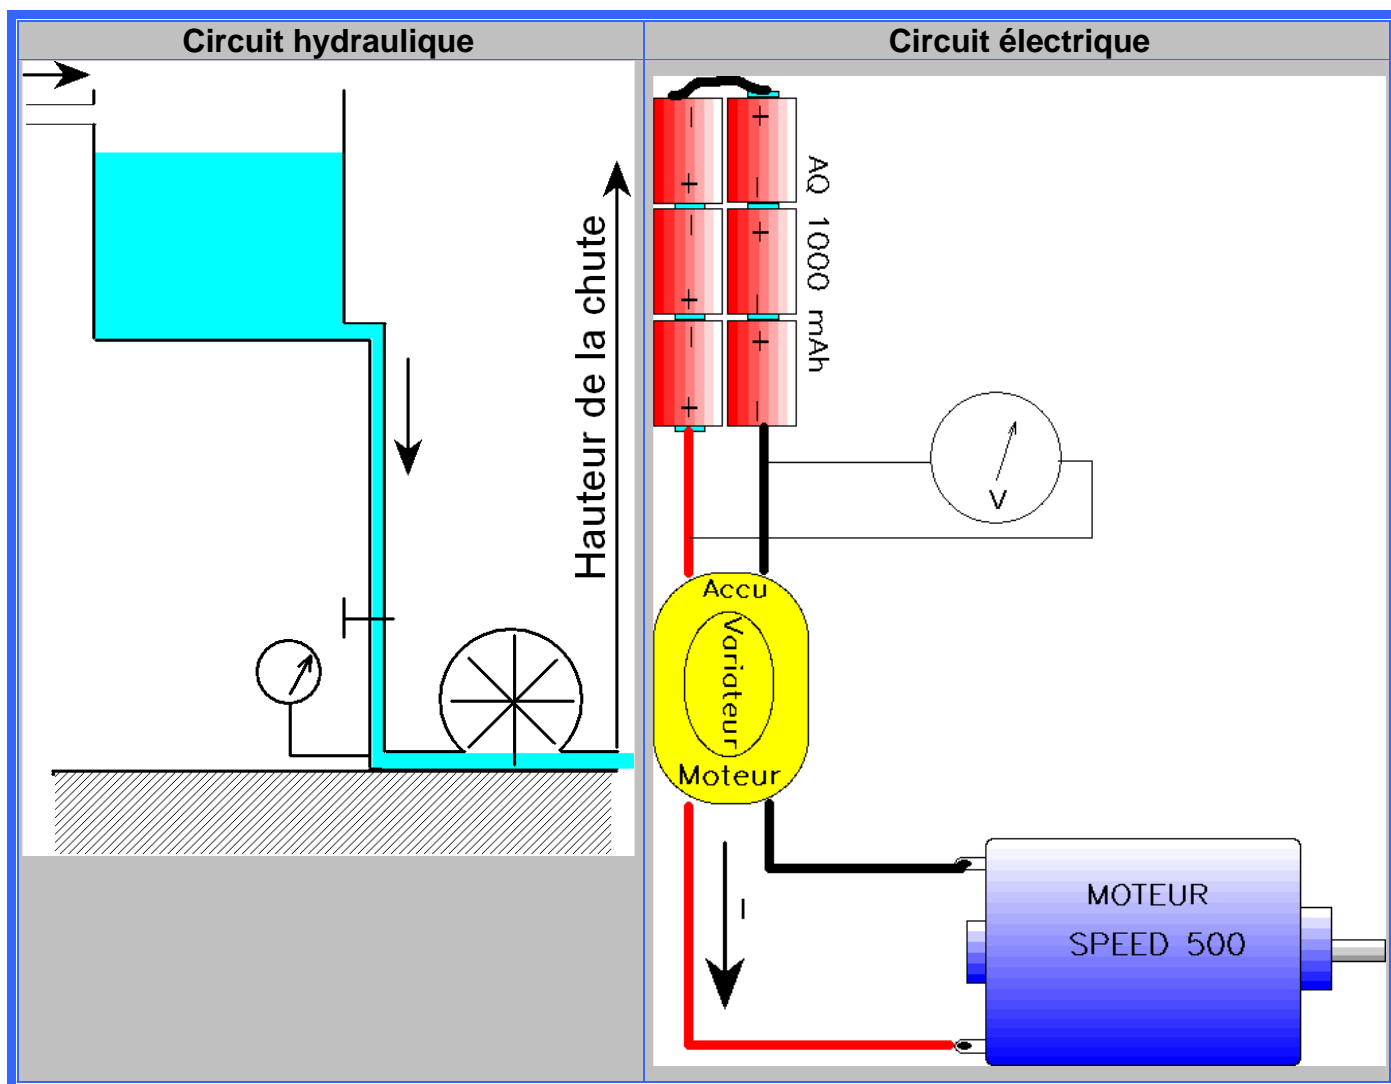 Circuit hydraulique
Circuit électrique
Hauteur de la chute
- +
+ -
- +
+ -
- +
+ -
AQ 1000 mAh
V
Accu
Variateur
Moteur
I
MOTEUR
SPEED 500